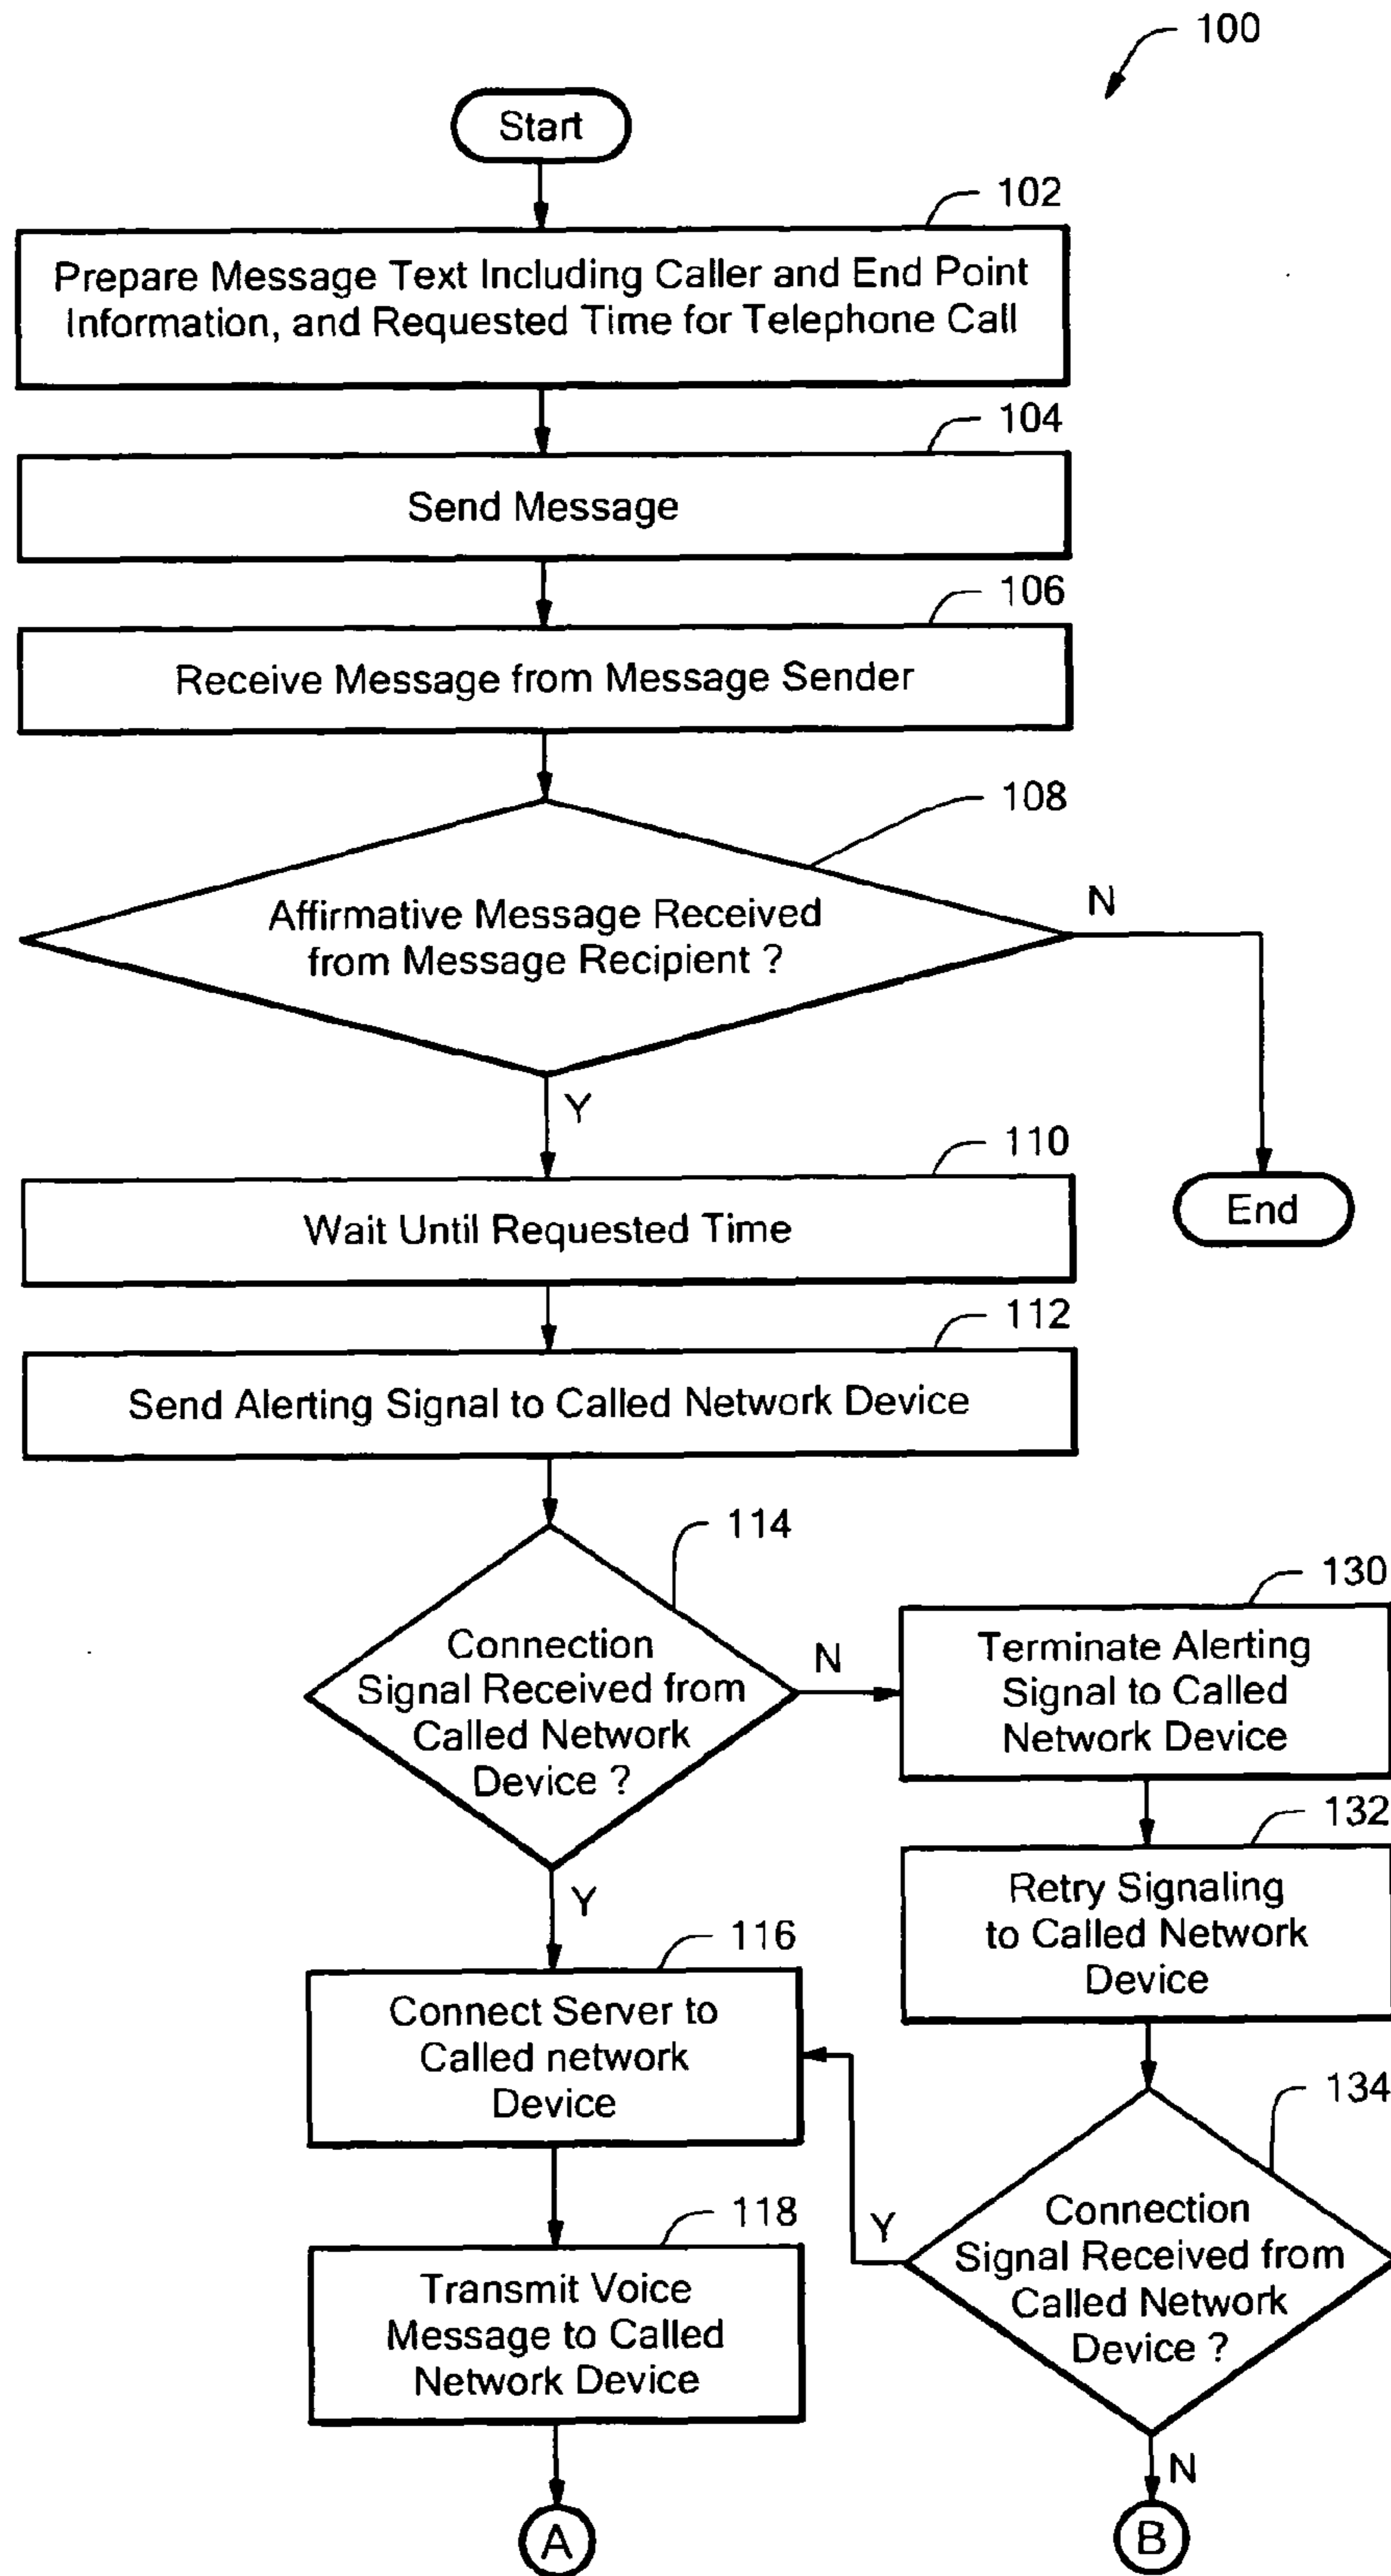 100
Start
102
Prepare Message Text Including Caller and End Point
Information, and Requested Time for Telephone Call
104
Send Message
106
Receive Message from Message Sender
108
Affirmative Message Received
from Message Recipient ?
N
Y
110
Wait Until Requested Time
End
112
Send Alerting Signal to Called Network Device
114
Connection
Signal Received from
Called Network
Device ?
N
130
Terminate Alerting
Signal to Called
Network Device
Y
132
Retry Signaling
to Called Network
Device
116
Connect Server to
Called network
Device
134
Connection
Signal Received from
Called Network
Device ?
Y
118
Transmit Voice
Message to Called
Network Device
N
A
B